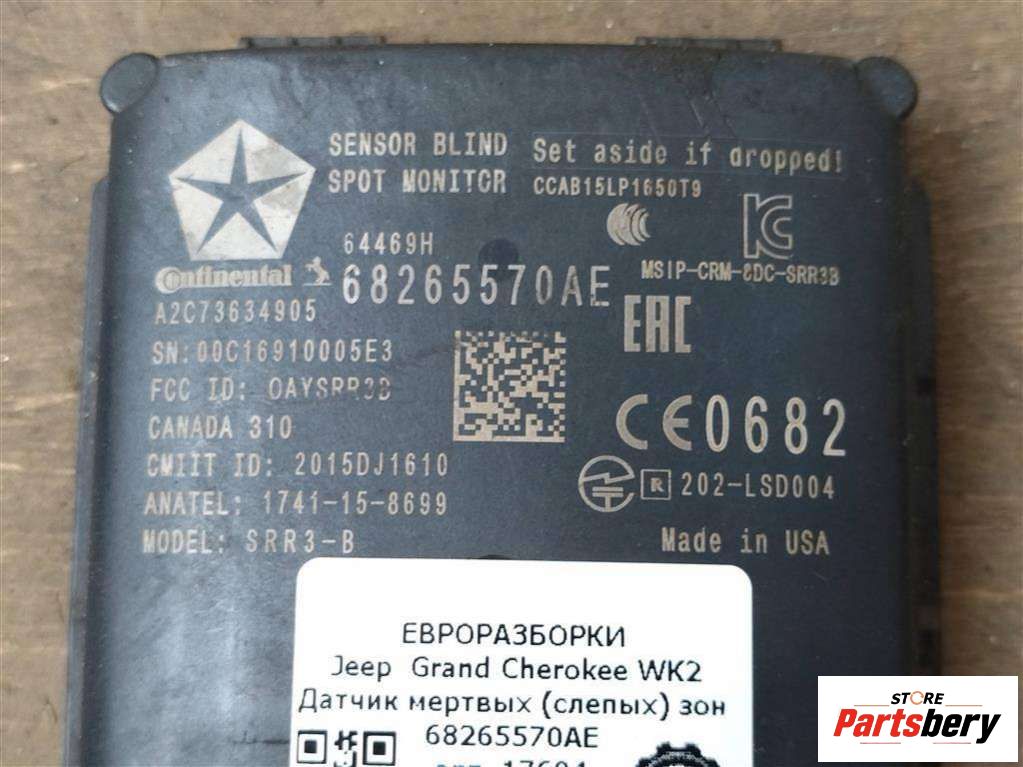 SENSOR BLIND
SPOT MONITOR
Set aside if dropped!
CCAB15LP1650T9
64469H
Continental
68265570AE
MSIP-CRM-8DC-SRR3B
A2C73634905
EAC
SN:00C16910005E3
FCC ID: OAYSRR3B
CANADA 310
CE0682
CMIIT ID: 2015DJ1610
R 202-LSD004
ANATEL: 1741-15-8699
MODEL: SRR3-B
Made in USA
ЕВРОРАЗБОРКИ
Jeep Grand Cherokee WK2
Датчик мертвых (слепых) зон
68265570AE
STORE
Partsbery